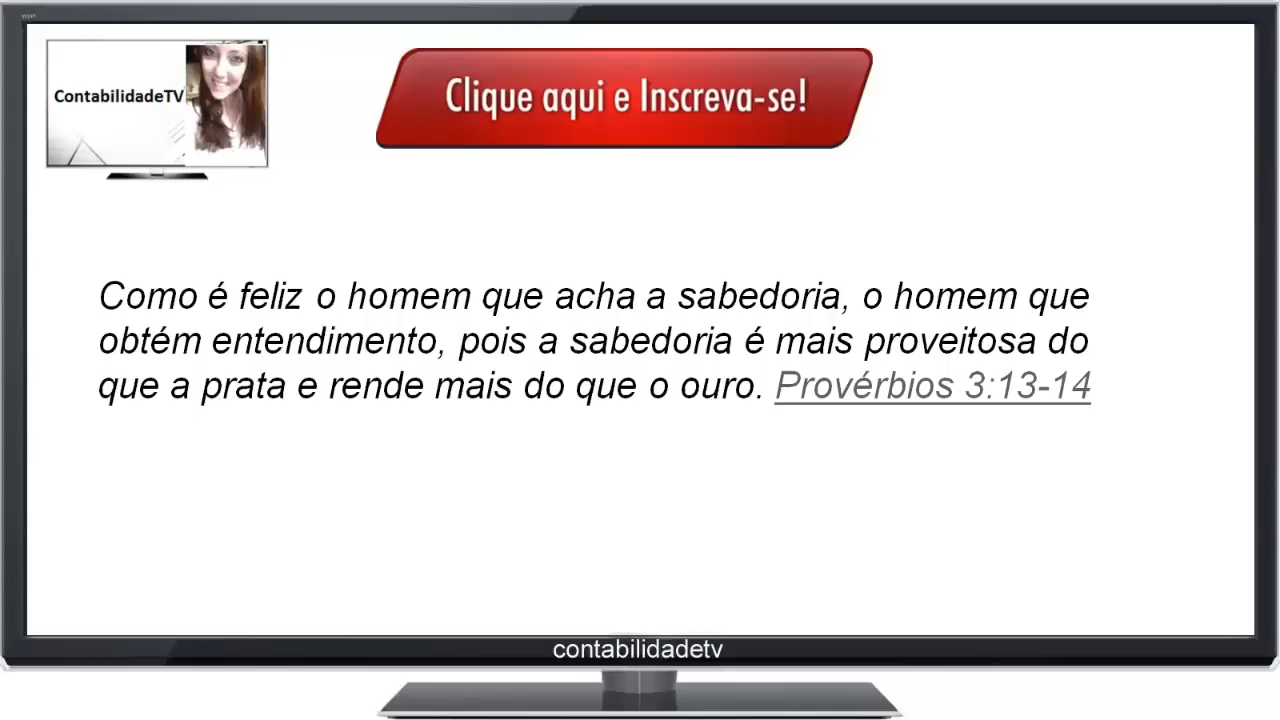 ContabilidadeTV
Clique aqui e Inscreva-se!
Como é feliz o homem que acha a sabedoria, o homem que
obtém entendimento, pois a sabedoria é mais proveitosa do
que a prata e rende mais do que o ouro. Provérbios 3:13-14
contabilidadetv